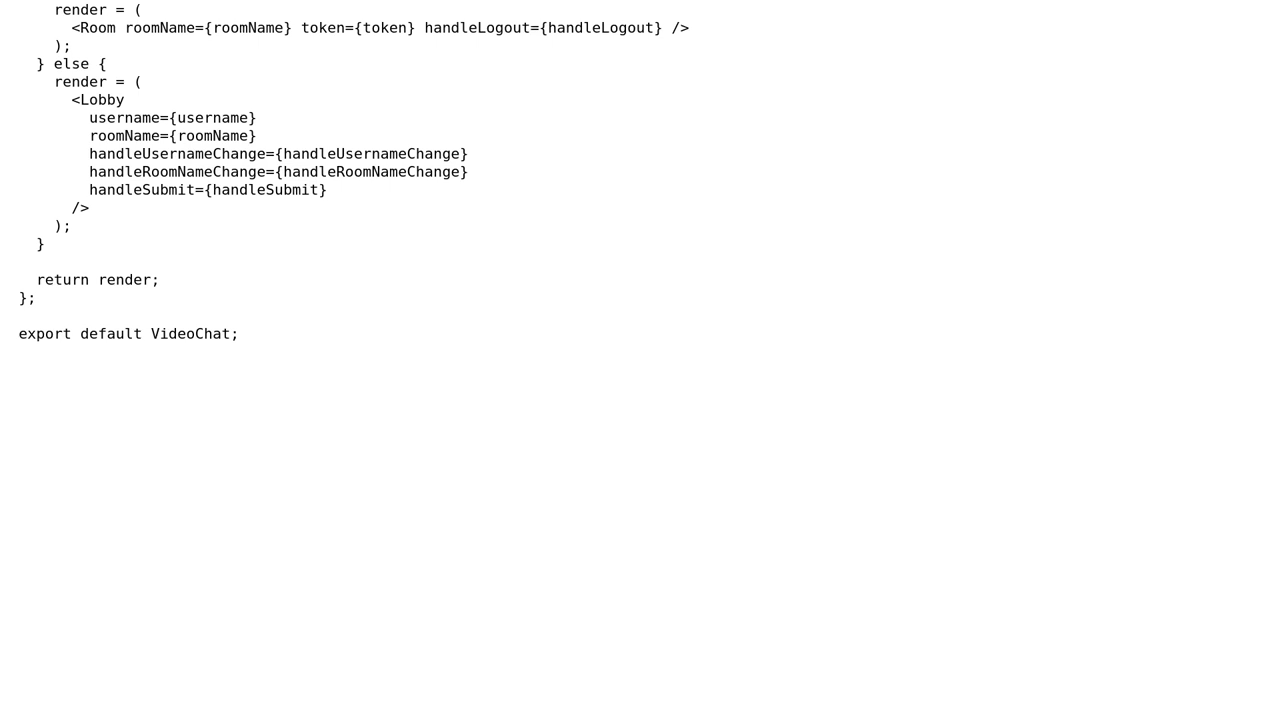 render = (
      <Room roomName={roomName} token={token} handleLogout={handleLogout} />
    );
  } else {
    render = (
      <Lobby
        username={username}
        roomName={roomName}
        handleUsernameChange={handleUsernameChange}
        handleRoomNameChange={handleRoomNameChange}
        handleSubmit={handleSubmit}
      />
    );
  }

  return render;
};

export default VideoChat;